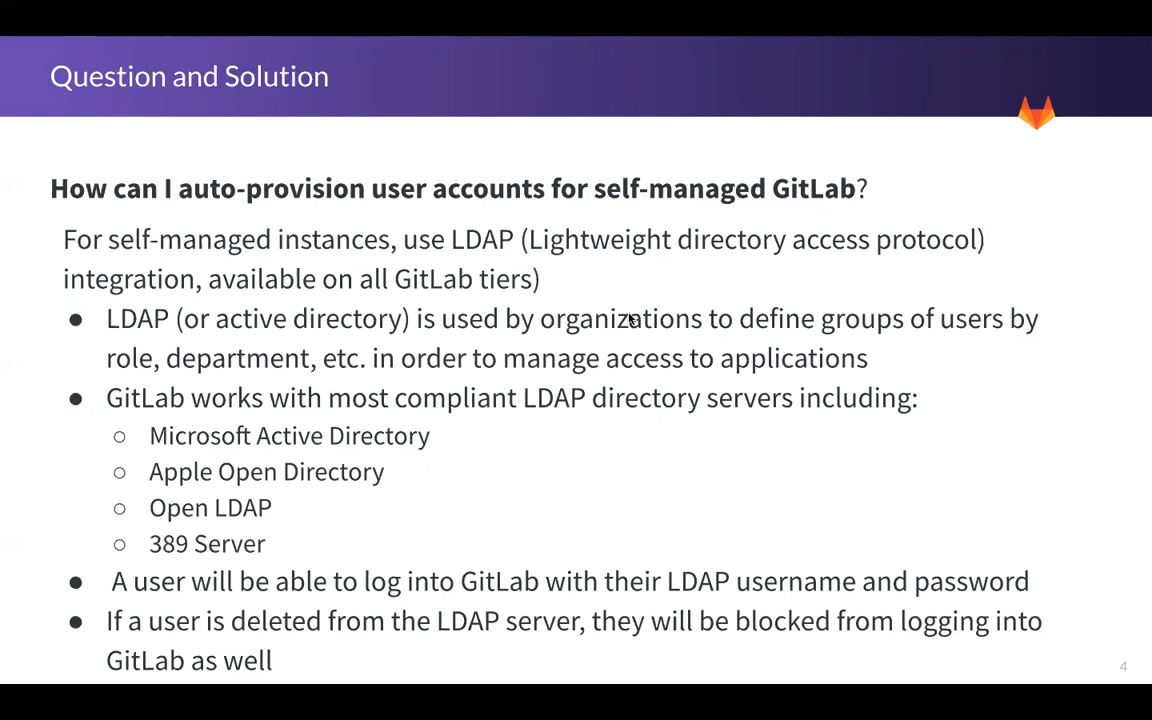 Question and Solution
How can I auto-provision user accounts for self-managed GitLab?
For self-managed instances, use LDAP (Lightweight directory access protocol)
integration, available on all GitLab tiers)
● LDAP (or active directory) is used by organizations to define groups of users by
role, department, etc. in order to manage access to applications
● GitLab works with most compliant LDAP directory servers including:
○ Microsoft Active Directory
○ Apple Open Directory
○ Open LDAP
○ 389 Server
● A user will be able to log into GitLab with their LDAP username and password
● If a user is deleted from the LDAP server, they will be blocked from logging into
GitLab as well
4